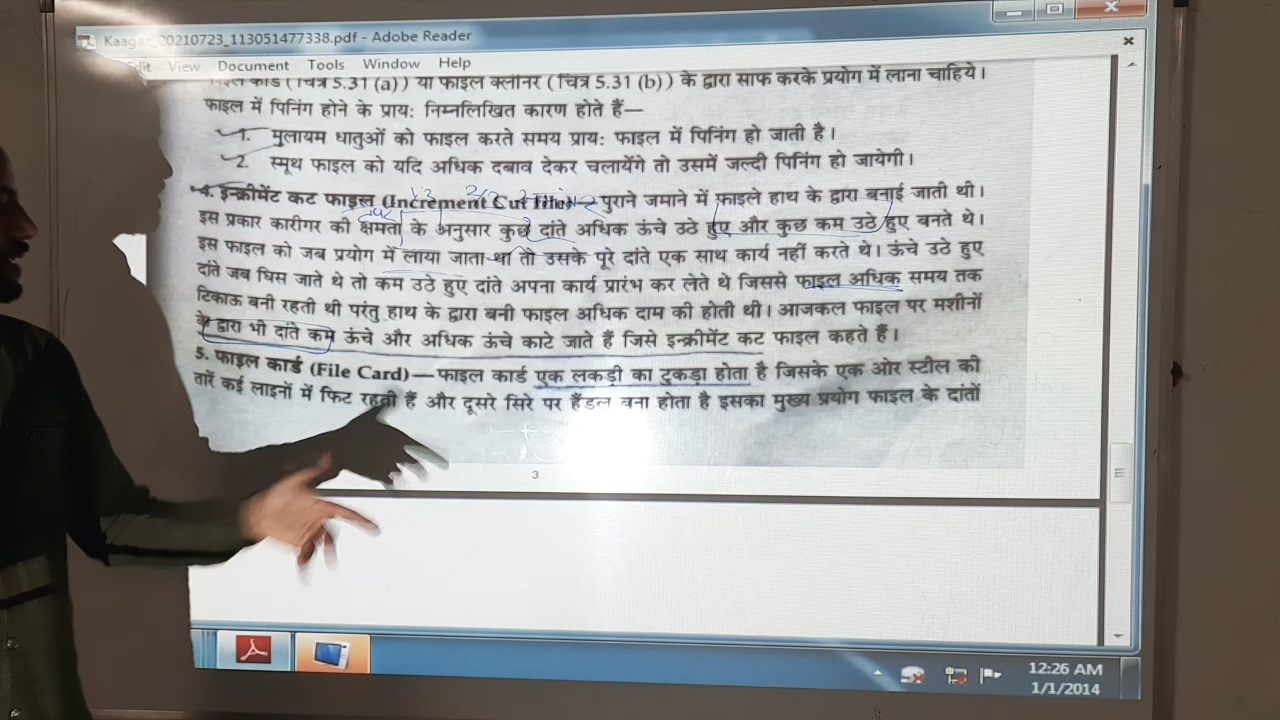 Kaaga 20210723_113051477338.pdf - Adobe Reader
Edit View Document Tools Window Help
कार्ड (चित्र 5.31 (a)) या फाइल क्लीनर (चित्र 5.31 (b)) के द्वारा साफ करके प्रयोग में लाना चाहिये।
फाइल में पिनिंग होने के प्राय: निम्नलिखित कारण होते हैं—
1. मुलायम धातुओं को फाइल करते समय प्राय: फाइल में पिनिंग हो जाती है।
2. स्मूथ फाइल को यदि अधिक दबाव देकर चलायेंगे तो उसमें जल्दी पिनिंग हो जायेगी।
4. इन्क्रीमेंट कट फाइल (Increment Cut File)— पुराने जमाने में फाइले हाथ के द्वारा बनाई जाती थी।
इस प्रकार कारीगर की क्षमता के अनुसार कुछ दांते अधिक ऊंचे उठे हुए और कुछ कम उठे हुए बनते थे।
इस फाइल को जब प्रयोग में लाया जाता था तो उसके पूरे दांते एक साथ कार्य नहीं करते थे। ऊंचे उठे हुए
दांते जब घिस जाते थे तो कम उठे हुए दांते अपना कार्य प्रारंभ कर लेते थे जिससे फाइल अधिक समय तक
टिकाऊ बनी रहती थी परंतु हाथ के द्वारा बनी फाइल अधिक दाम की होती थी। आजकल फाइल पर मशीनों
के द्वारा भी दांते कम ऊंचे और अधिक ऊंचे काटे जाते हैं जिसे इन्क्रीमेंट कट फाइल कहते हैं।
5. फाइल कार्ड (File Card)—फाइल कार्ड एक लकड़ी का टुकड़ा होता है जिसके एक ओर स्टील की
तारें कई लाइनों में फिट रहती हैं और दूसरे सिरे पर हैंडल बना होता है इसका मुख्य प्रयोग फाइल के दांतों
3
12:26 AM
1/1/2014